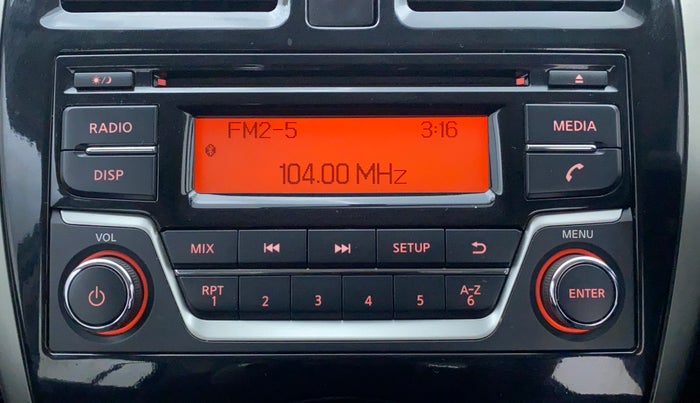 FM2-5 3:16
104.00 MHz
RADIO
MEDIA
DISP
VOL
MENU
MIX
SETUP
RPT
1
2
3
4
5
A-Z
6
ENTER